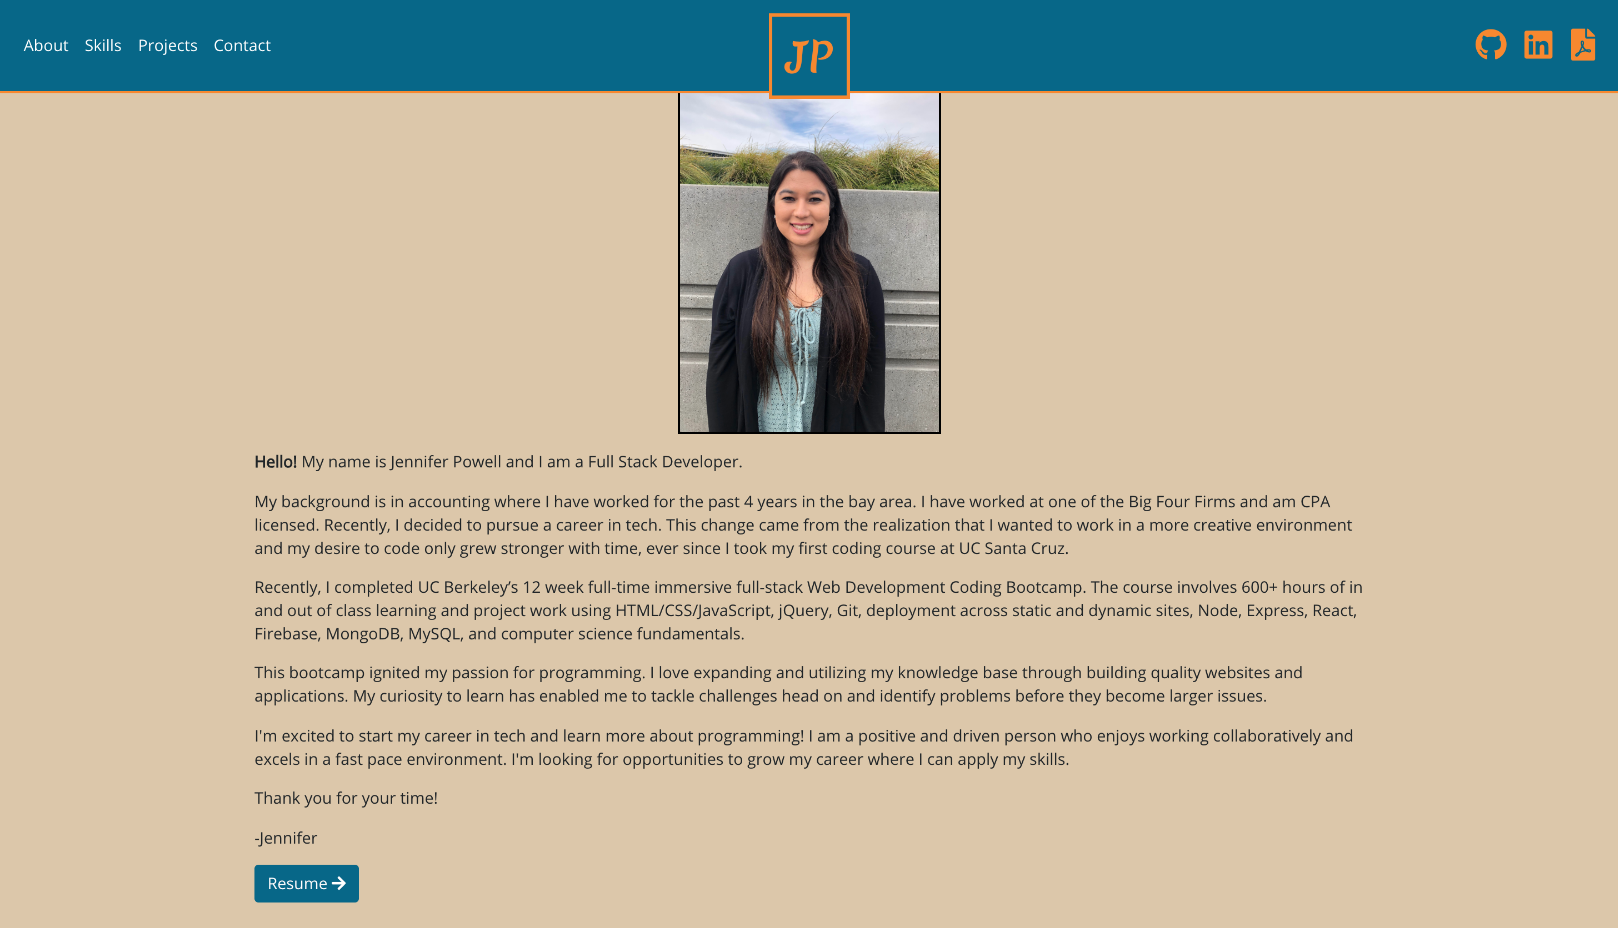 About Skills Projects Contact
JP
in
Hello! My name is Jennifer Powell and I am a Full Stack Developer.
My background is in accounting where I have worked for the past 4 years in the bay area. I have worked at one of the Big Four Firms and am CPA
licensed. Recently, I decided to pursue a career in tech. This change came from the realization that I wanted to work in a more creative environment
and my desire to code only grew stronger with time, ever since I took my first coding course at UC Santa Cruz.
Recently, I completed UC Berkeley’s 12 week full-time immersive full-stack Web Development Coding Bootcamp. The course involves 600+ hours of in
and out of class learning and project work using HTML/CSS/JavaScript, jQuery, Git, deployment across static and dynamic sites, Node, Express, React,
Firebase, MongoDB, MySQL, and computer science fundamentals.
This bootcamp ignited my passion for programming. I love expanding and utilizing my knowledge base through building quality websites and
applications. My curiosity to learn has enabled me to tackle challenges head on and identify problems before they become larger issues.
I'm excited to start my career in tech and learn more about programming! I am a positive and driven person who enjoys working collaboratively and
excels in a fast pace environment. I'm looking for opportunities to grow my career where I can apply my skills.
Thank you for your time!
-Jennifer
Resume →